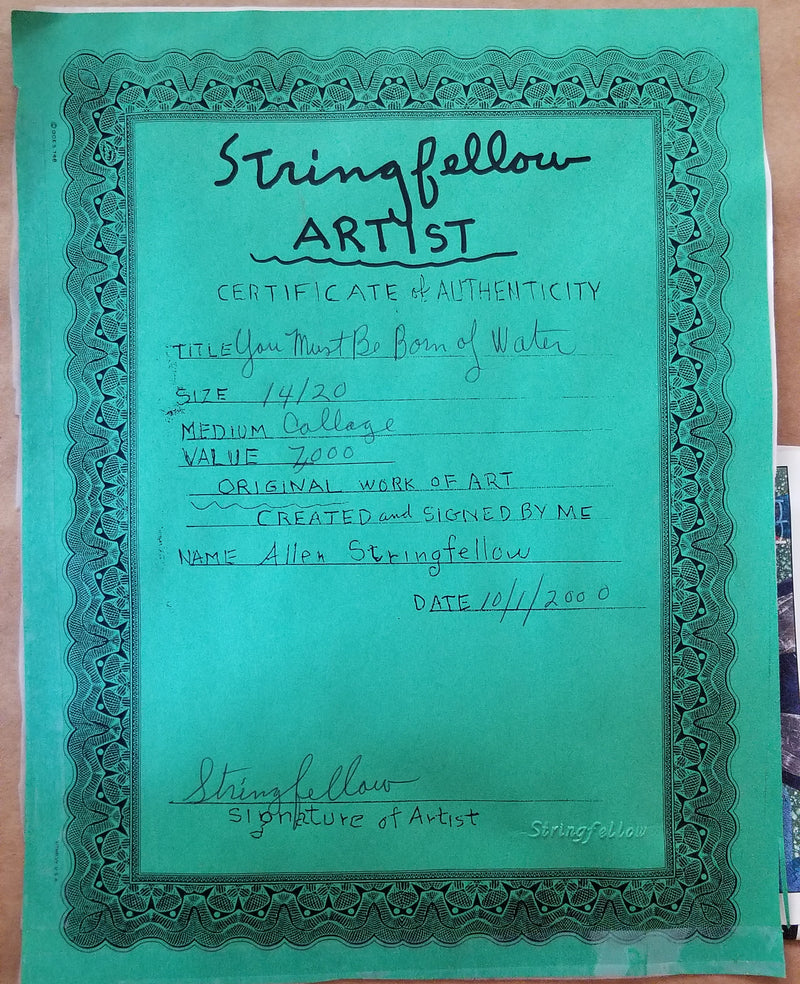 Stringfellow
ARTIST
CERTIFICATE of AUTHENTICITY
TITLE You Must Be Born of Water
SIZE 14/20
MEDIUM Collage
VALUE 7,000
ORIGINAL WORK OF ART
CREATED and SIGNED BY ME
NAME Allen Stringfellow
DATE 10/1/2000
Stringfellow
Signature of Artist
Stringfellow